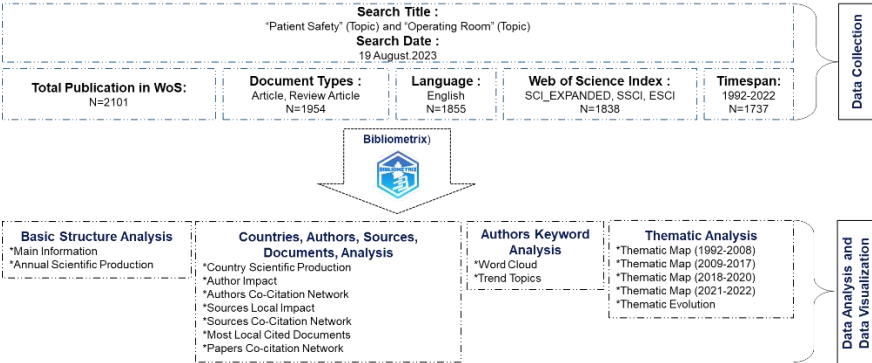 Search Title :
"Patient Safety" (Topic) and "Operating Room" (Topic)
Search Date :
19 August.2023
Total Publication in WoS:
N=2101
Document Types :
Article, Review Article
N=1954
Language :
English
N=1855
Web of Science Index :
SCI_EXPANDED, SSCI, ESCI
N=1838
Timespan:
1992-2022
N=1737
Data Collection
Bibliometrix)
BIBLIOMETRIX
Basic Structure Analysis
*Main Information
*Annual Scientific Production
Countries, Authors, Sources,
Documents, Analysis
*Country Scientific Production
*Author Impact
*Authors Co-Citation Network
*Sources Local Impact
*Sources Co-Citation Network
*Most Local Cited Documents
*Papers Co-citation Network
Authors Keyword
Analysis
*Word Cloud
*Trend Topics
Thematic Analysis
*Thematic Map (1992-2008)
*Thematic Map (2009-2017)
*Thematic Map (2018-2020)
*Thematic Map (2021-2022)
*Thematic Evolution
Data Analysis and
Data Visualization